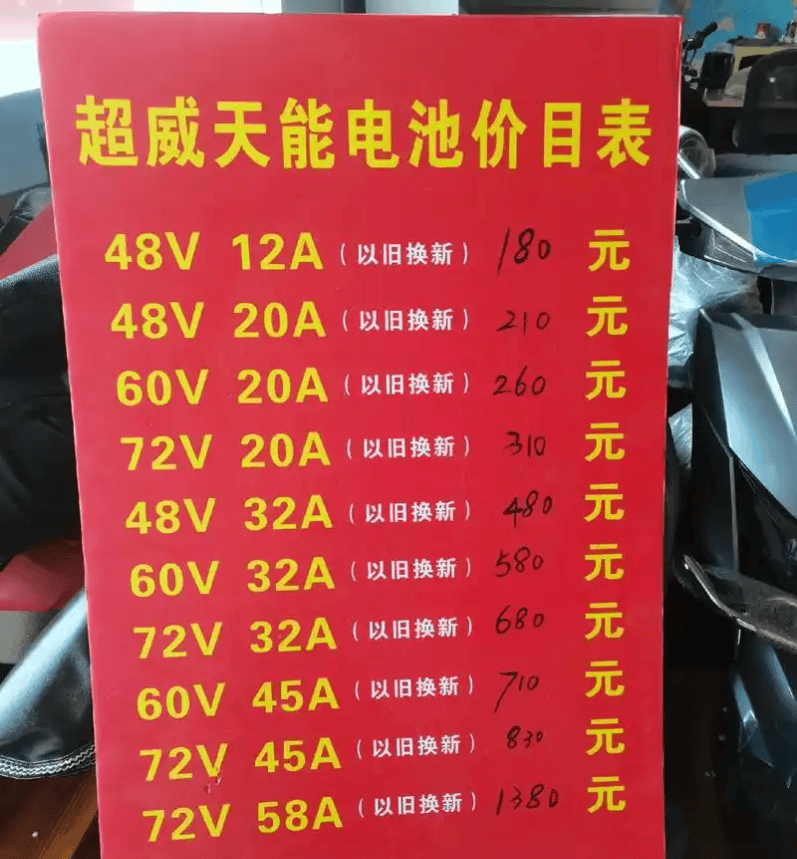 超威天能电池价目表
48V 12A (以旧换新) 180 元
48V 20A (以旧换新) 210 元
60V 20A (以旧换新) 260 元
72V 20A (以旧换新) 310 元
48V 32A (以旧换新) 480 元
60V 32A (以旧换新) 580 元
72V 32A (以旧换新) 680 元
60V 45A (以旧换新) 710 元
72V 45A (以旧换新) 830 元
72V 58A (以旧换新) 1380 元